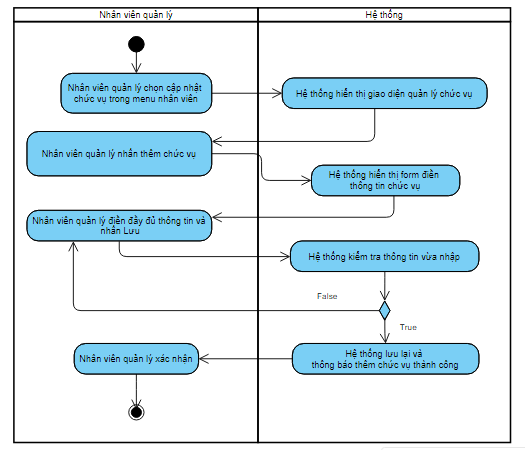 Nhân viên quản lý
Hệ thống
Nhân viên quản lý chọn cập nhật
chức vụ trong menu nhân viên
Hệ thống hiển thị giao diện quản lý chức vụ
Nhân viên quản lý nhấn thêm chức vụ
Hệ thống hiển thị form điền
thông tin chức vụ
Nhân viên quản lý điền đầy đủ thông tin và
nhấn Lưu
Hệ thống kiểm tra thông tin vừa nhập
False
True
Hệ thống lưu lại và
thông báo thêm chức vụ thành công
Nhân viên quản lý xác nhận